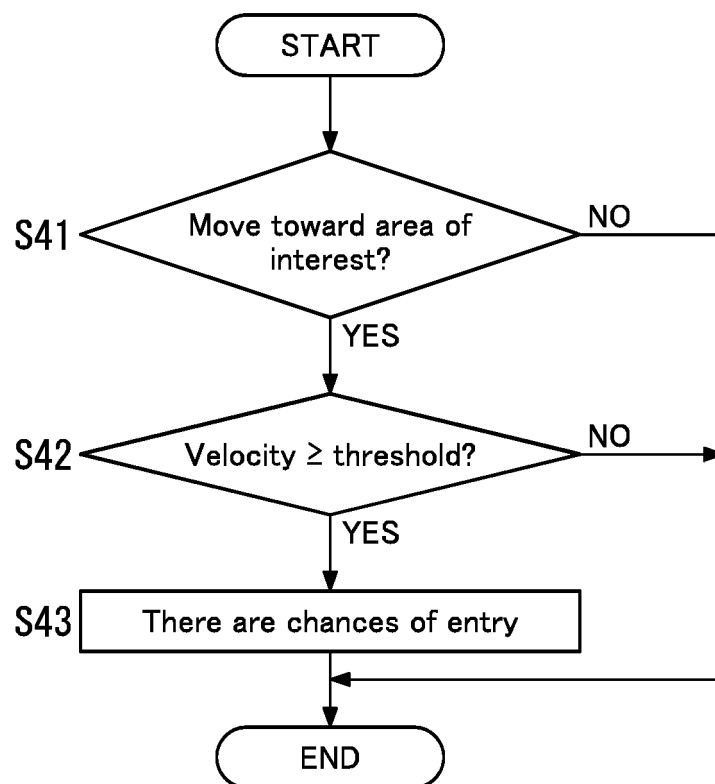 START
S41
Move toward area of
interest?
NO
YES
S42
Velocity ≥ threshold?
NO
YES
S43
There are chances of entry
END